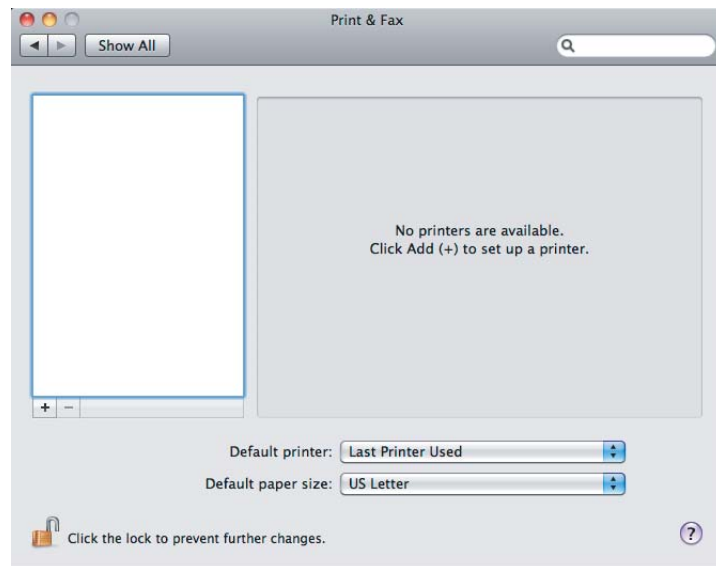 Print & Fax
Show All
No printers are available.
Click Add (+) to set up a printer.
+ −
Default printer: Last Printer Used
Default paper size: US Letter
Click the lock to prevent further changes.
?